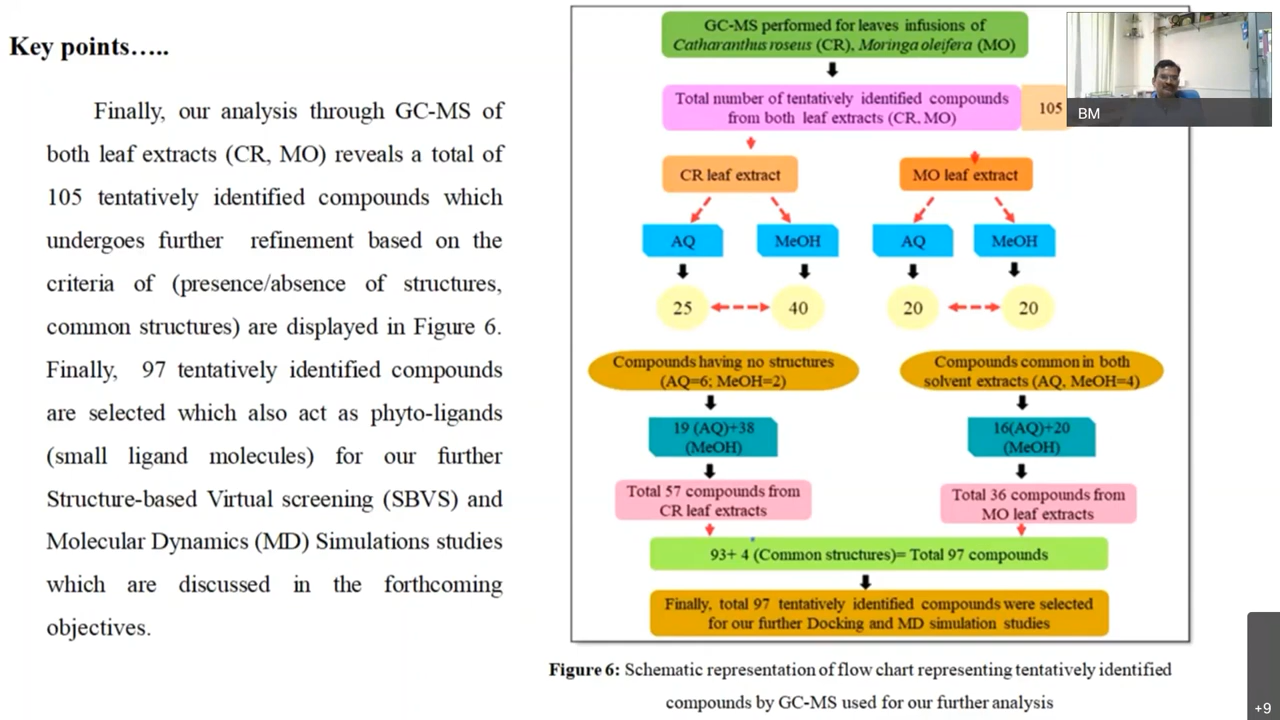 Key points…..
Finally, our analysis through GC-MS of
both leaf extracts (CR, MO) reveals a total of
105 tentatively identified compounds which
undergoes further refinement based on the
criteria of (presence/absence of structures,
common structures) are displayed in Figure 6.
Finally, 97 tentatively identified compounds
are selected which also act as phyto-ligands
(small ligand molecules) for our further
Structure-based Virtual screening (SBVS) and
Molecular Dynamics (MD) Simulations studies
which are discussed in the forthcoming
objectives.
GC-MS performed for leaves infusions of
Catharanthus roseus (CR), Moringa oleifera (MO)
Total number of tentatively identified compounds
from both leaf extracts (CR, MO)
105
CR leaf extract
MO leaf extract
AQ
MeOH
AQ
MeOH
25
40
20
20
Compounds having no structures
(AQ=6; MeOH=2)
Compounds common in both
solvent extracts (AQ, MeOH=4)
19 (AQ)+38
(MeOH)
16(AQ)+20
(MeOH)
Total 57 compounds from
CR leaf extracts
Total 36 compounds from
MO leaf extracts
93+ 4 (Common structures)= Total 97 compounds
Finally, total 97 tentatively identified compounds were selected
for our further Docking and MD simulation studies
Figure 6: Schematic representation of flow chart representing tentatively identified
compounds by GC-MS used for our further analysis
BM
+9